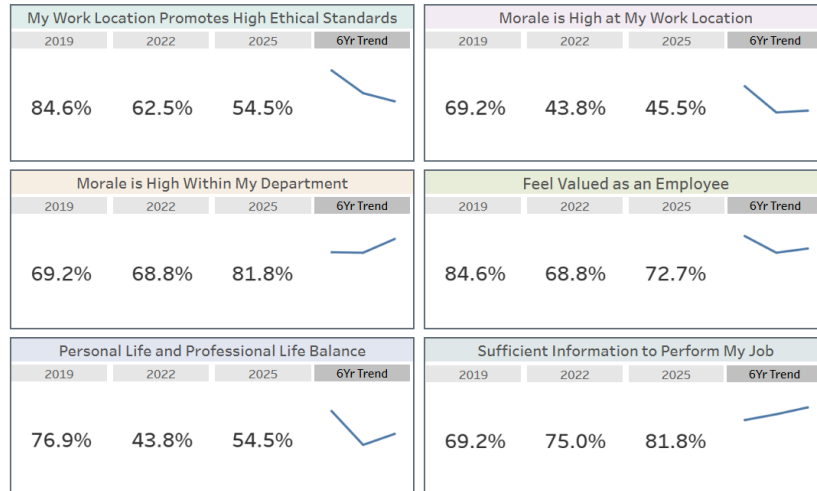 My Work Location Promotes High Ethical Standards
2019 2022 2025 6Yr Trend
84.6% 62.5% 54.5%
Morale is High at My Work Location
2019 2022 2025 6Yr Trend
69.2% 43.8% 45.5%
Morale is High Within My Department
2019 2022 2025 6Yr Trend
69.2% 68.8% 81.8%
Feel Valued as an Employee
2019 2022 2025 6Yr Trend
84.6% 68.8% 72.7%
Personal Life and Professional Life Balance
2019 2022 2025 6Yr Trend
76.9% 43.8% 54.5%
Sufficient Information to Perform My Job
2019 2022 2025 6Yr Trend
69.2% 75.0% 81.8%